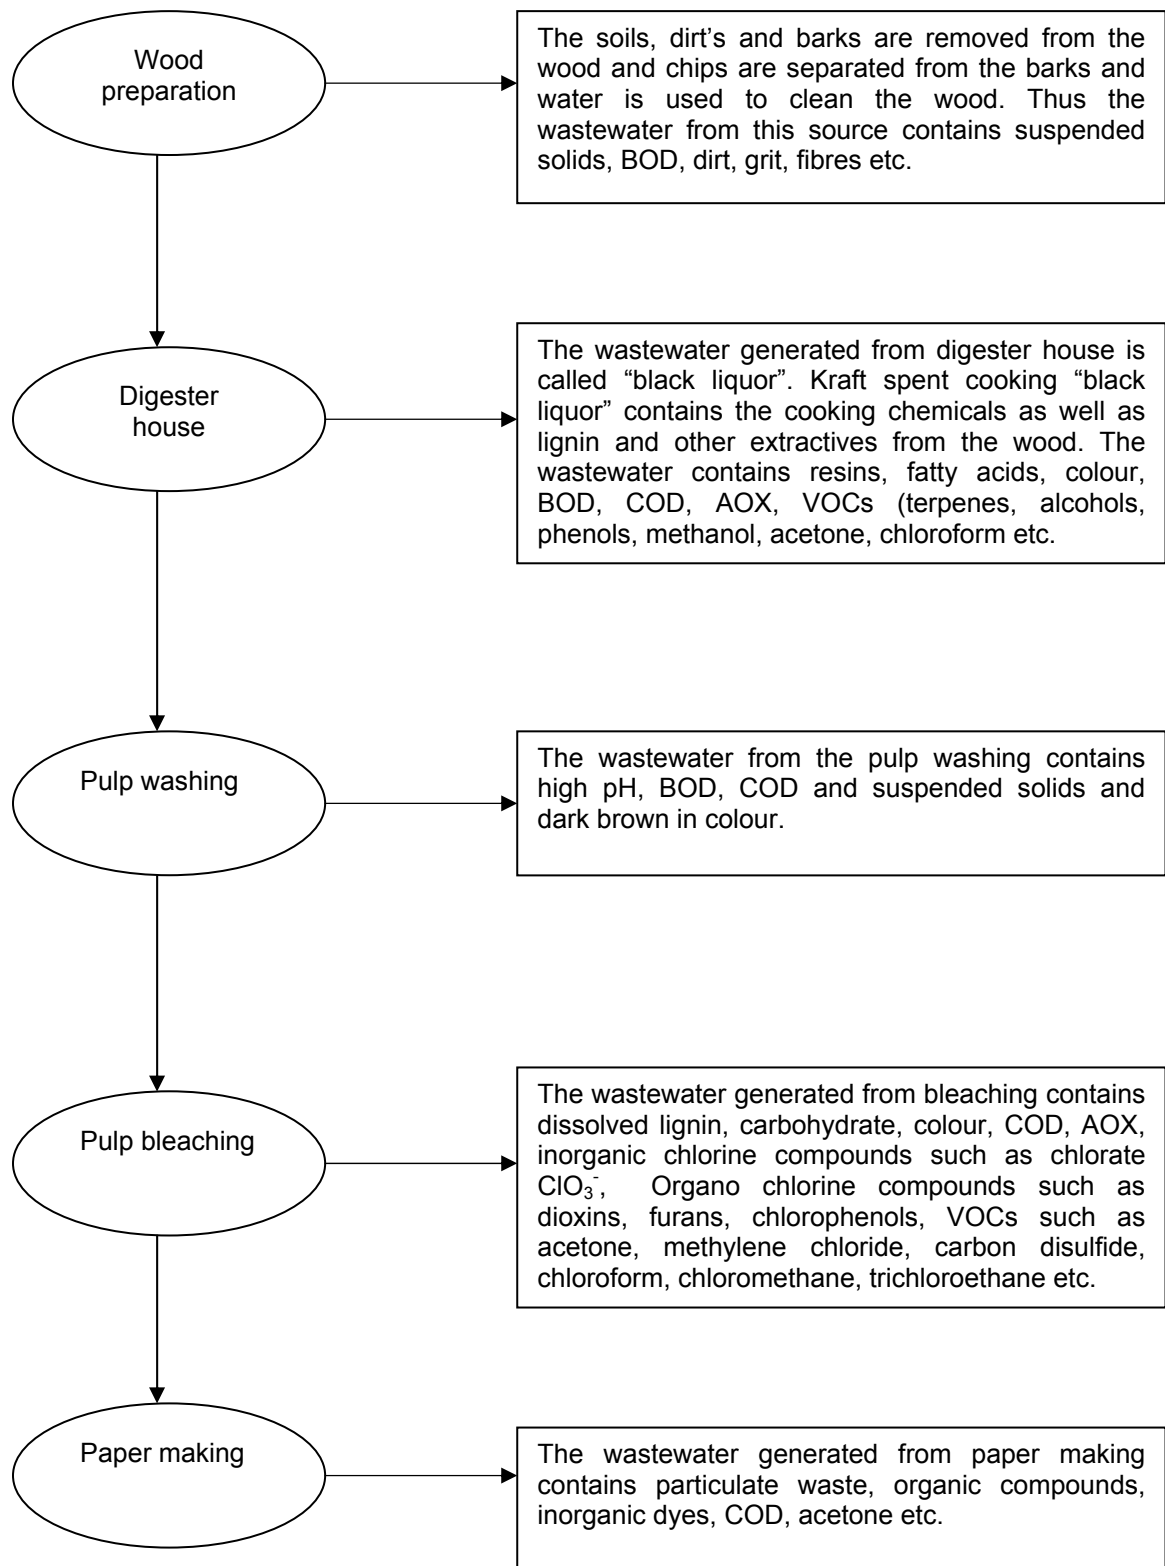 Wood
preparation
The soils, dirt's and barks are removed from the
wood and chips are separated from the barks and
water is used to clean the wood. Thus the
wastewater from this source contains suspended
solids, BOD, dirt, grit, fibres etc.
Digester
house
The wastewater generated from digester house is
called “black liquor”. Kraft spent cooking “black
liquor” contains the cooking chemicals as well as
lignin and other extractives from the wood. The
wastewater contains resins, fatty acids, colour,
BOD, COD, AOX, VOCs (terpenes, alcohols,
phenols, methanol, acetone, chloroform etc.
Pulp washing
The wastewater from the pulp washing contains
high pH, BOD, COD and suspended solids and
dark brown in colour.
Pulp bleaching
The wastewater generated from bleaching contains
dissolved lignin, carbohydrate, colour, COD, AOX,
inorganic chlorine compounds such as chlorate
ClO₃⁻, Organo chlorine compounds such as
dioxins, furans, chlorophenols, VOCs such as
acetone, methylene chloride, carbon disulfide,
chloroform, chloromethane, trichloroethane etc.
Paper making
The wastewater generated from paper making
contains particulate waste, organic compounds,
inorganic dyes, COD, acetone etc.